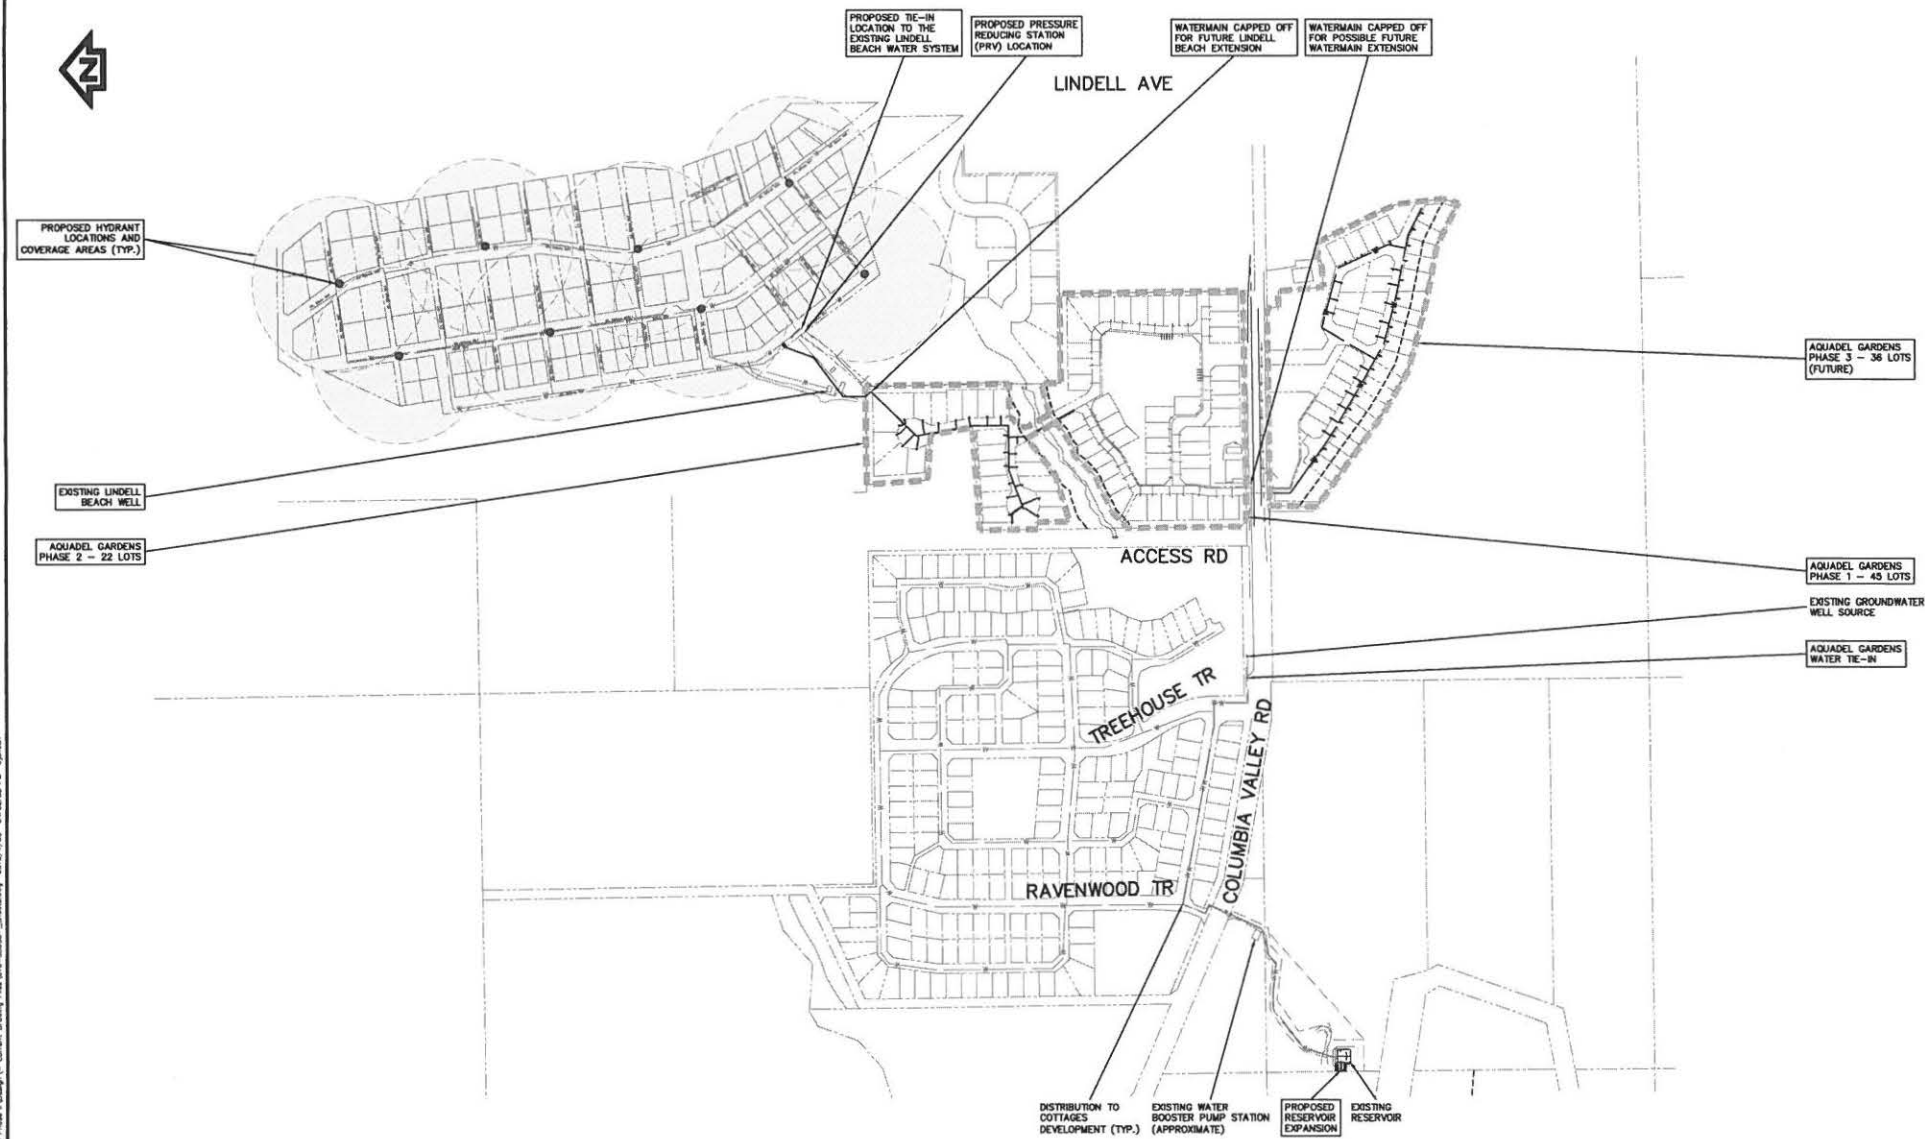 PROPOSED TIE-IN
LOCATION TO THE
EXISTING LINDELL
BEACH WATER SYSTEM
PROPOSED PRESSURE
REDUCING STATION
(PRV) LOCATION
WATERMAIN CAPPED OFF
FOR FUTURE LINDELL
BEACH EXTENSION
WATERMAIN CAPPED OFF
FOR POSSIBLE FUTURE
WATERMAIN EXTENSION
N
LINDELL AVE
PROPOSED HYDRANT
LOCATIONS AND
COVERAGE AREAS (TYP.)
AQUADEL GARDENS
PHASE 3 - 36 LOTS
(FUTURE)
EXISTING LINDELL
BEACH WELL
AQUADEL GARDENS
PHASE 2 - 22 LOTS
ACCESS RD
AQUADEL GARDENS
PHASE 1 - 45 LOTS
EXISTING GROUNDWATER
WELL SOURCE
AQUADEL GARDENS
WATER TIE-IN
TREEHOUSE TR
COLUMBIA VALLEY RD
RAVENWOOD TR
DISTRIBUTION TO
COTTAGES
DEVELOPMENT (TYP.)
EXISTING WATER
BOOSTER PUMP STATION
(APPROXIMATE)
PROPOSED
RESERVOIR
EXPANSION
EXISTING
RESERVOIR